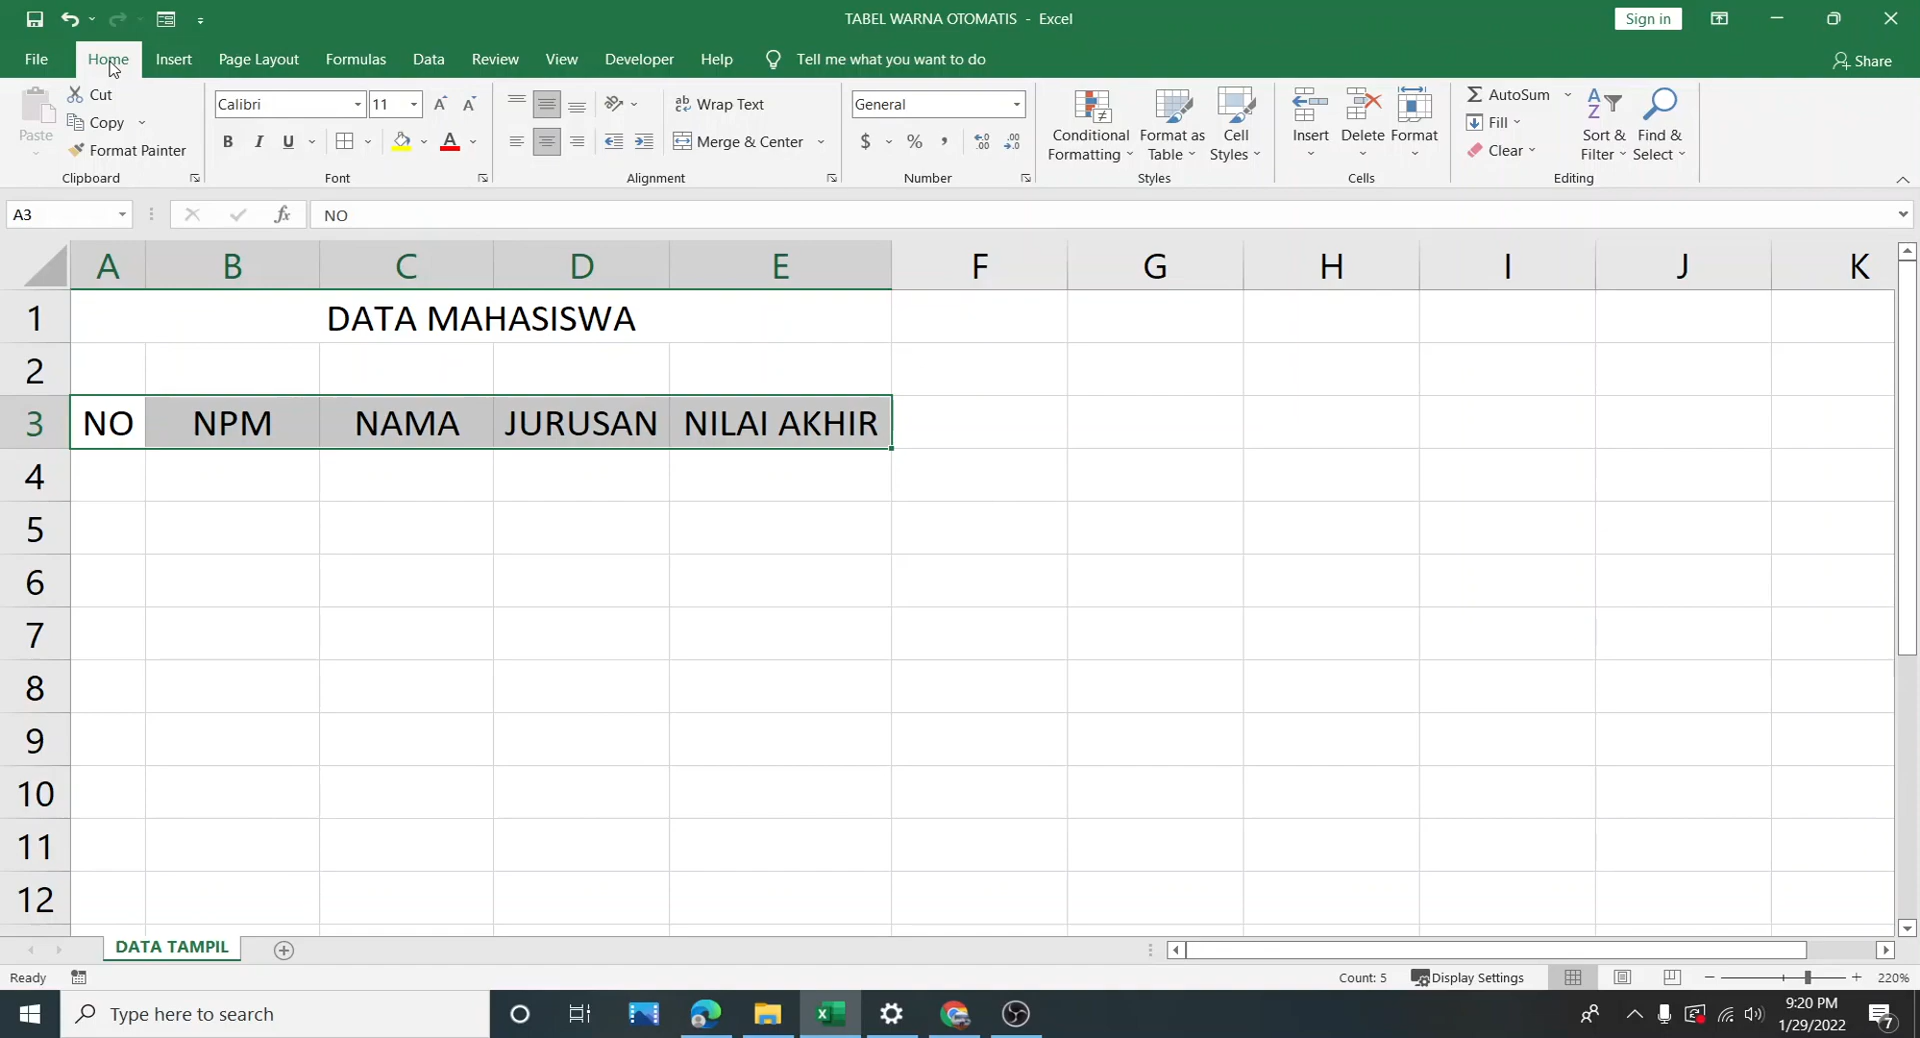 TABEL WARNA OTOMATIS - Excel
Sign in
File Home Insert Page Layout Formulas Data Review View Developer Help Tell me what you want to do
Share
Paste
Cut
Copy
Format Painter
Clipboard
Calibri 11
B I U A
Font
ab Wrap Text
Merge & Center
Alignment
General
$ % ,
Number
Conditional Formatting
Format as Table
Cell Styles
Styles
Insert
Delete
Format
Cells
AutoSum
Fill
Clear
Sort & Filter
Find & Select
Editing
A3
fx
NO
A B C D E F G H I J K
1 DATA MAHASISWA
2
3 NO NPM NAMA JURUSAN NILAI AKHIR
4
5
6
7
8
9
10
11
12
DATA TAMPIL
Ready
Count: 5
Display Settings
220%
Type here to search
9:20 PM
1/29/2022
7